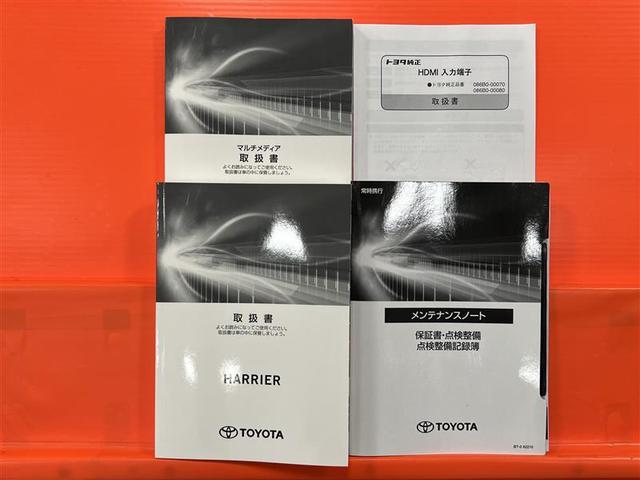 マルチメディア
取扱書
よくお読みになってご使用ください。
取扱書は車の中に保管しましょう。
トヨタ純正
HDMI 入力端子
●トヨタ純正品番 086B0-00070
086B0-00080
取扱書
取扱書
よくお読みになってご使用ください。
取扱書は車の中に保管しましょう。
HARRIER
TOYOTA
常時携行
メンテナンスノート
保証書・点検整備
点検整備記録簿
TOYOTA